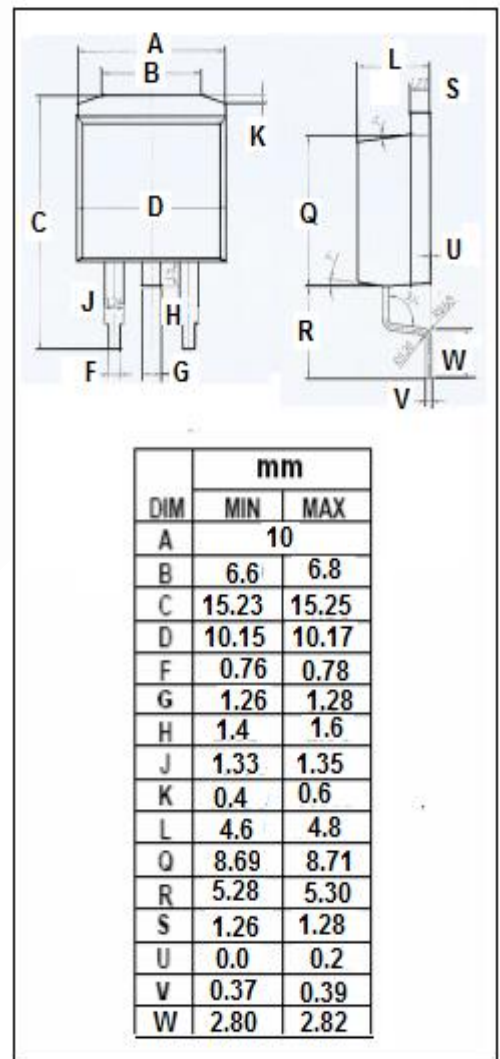 A
B
K
C
D
J
H
F
G
L
S
Q
U
R
W
V
mm
DIM MIN MAX
A 10
B 6.6 6.8
C 15.23 15.25
D 10.15 10.17
F 0.76 0.78
G 1.26 1.28
H 1.4 1.6
J 1.33 1.35
K 0.4 0.6
L 4.6 4.8
Q 8.69 8.71
R 5.28 5.30
S 1.26 1.28
U 0.0 0.2
V 0.37 0.39
W 2.80 2.82